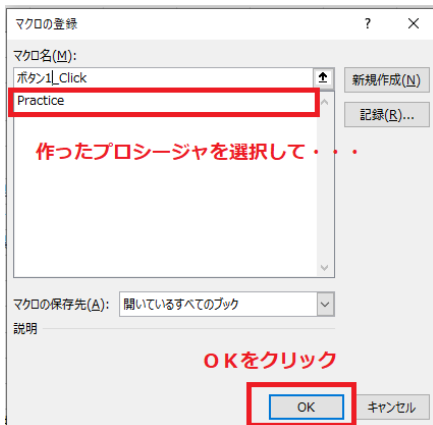 マクロの登録 ? ×
マクロ名(M):
ボタン1_Click
新規作成(N)
Practice
記録(R)...
作ったプロシージャを選択して・・・
マクロの保存先(A): 開いているすべてのブック
説明
OKをクリック
OK キャンセル